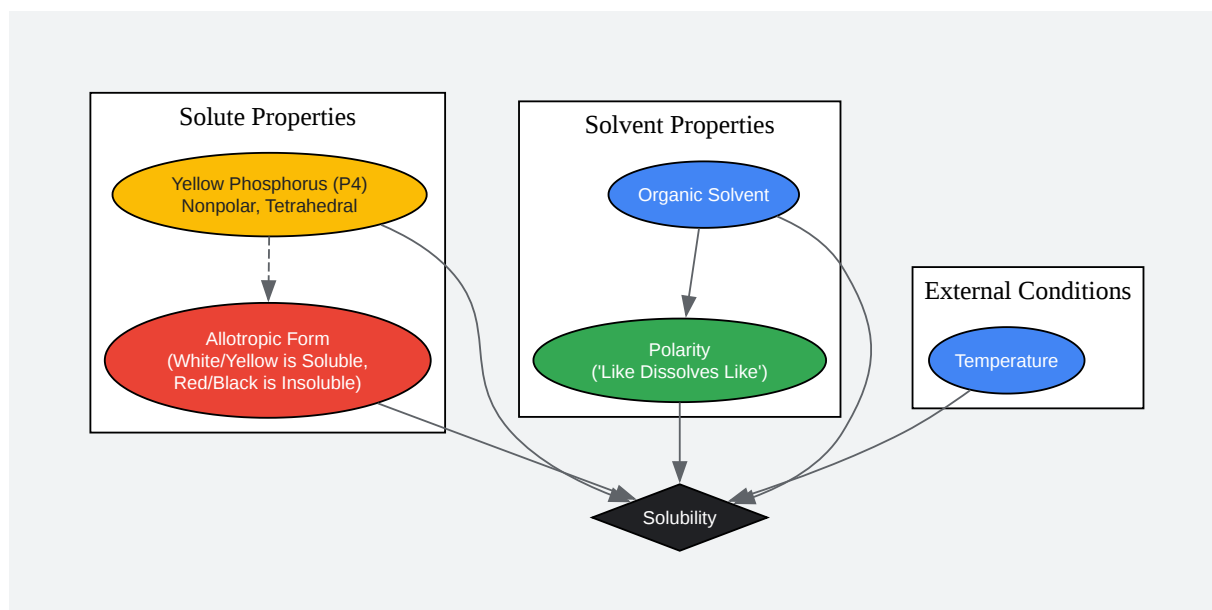 Solute Properties
Yellow Phosphorus (P4)
Nonpolar, Tetrahedral
Allotropic Form
(White/Yellow is Soluble,
Red/Black is Insoluble)
Solvent Properties
Organic Solvent
Polarity
('Like Dissolves Like')
External Conditions
Temperature
Solubility